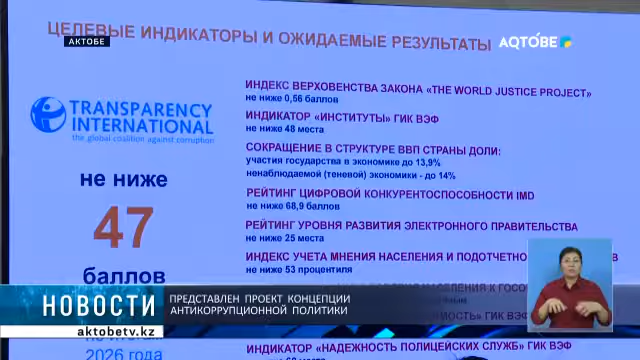 ЦЕЛЕВЫЕ ИНДИКАТОРЫ И ОЖИДАЕМЫЕ РЕЗУЛЬТАТЫ
АКТОБЕ
AQTÖBE
TRANSPARENCY
INTERNATIONAL
the global coalition against corruption
не ниже
47
баллов
2026 года
ИНДЕКС ВЕРХОВЕНСТВА ЗАКОНА «THE WORLD JUSTICE PROJECT»
не ниже 0,56 баллов
ИНДИКАТОР «ИНСТИТУТЫ» ГИК ВЭФ
не ниже 48 места
СОКРАЩЕНИЕ В СТРУКТУРЕ ВВП СТРАНЫ ДОЛИ:
участия государства в экономике до 13,9%
ненаблюдаемой (теневой) экономики - до 14%
РЕЙТИНГ ЦИФРОВОЙ КОНКУРЕНТОСПОСОБНОСТИ IMD
не ниже 68,9 баллов
РЕЙТИНГ УРОВНЯ РАЗВИТИЯ ЭЛЕКТРОННОГО ПРАВИТЕЛЬСТВА
не ниже 25 места
ИНДЕКС УЧЕТА МНЕНИЯ НАСЕЛЕНИЯ И
не ниже 53 процентиля
ГИК ВЭФ
ИНДИКАТОР «НАДЕЖНОСТЬ ПОЛИЦЕЙСКИХ СЛУЖБ» ГИК ВЭФ
НОВОСТИ
aktobetv.kz
ПРЕДСТАВЛЕН ПРОЕКТ КОНЦЕПЦИИ
АНТИКОРРУПЦИОННОЙ ПОЛИТИКИ